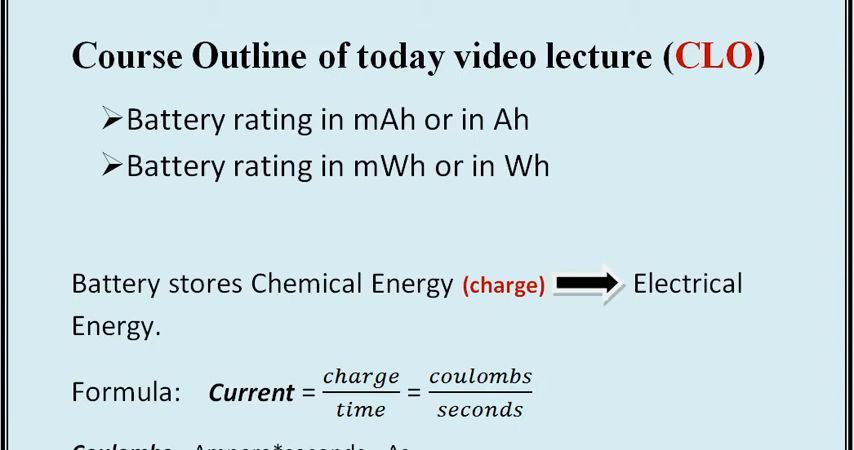 Course Outline of today video lecture (CLO)
➢Battery rating in mAh or in Ah
➢Battery rating in mWh or in Wh
Battery stores Chemical Energy (charge) Electrical
Energy.
Formula: Current = charge/time = coulombs/seconds